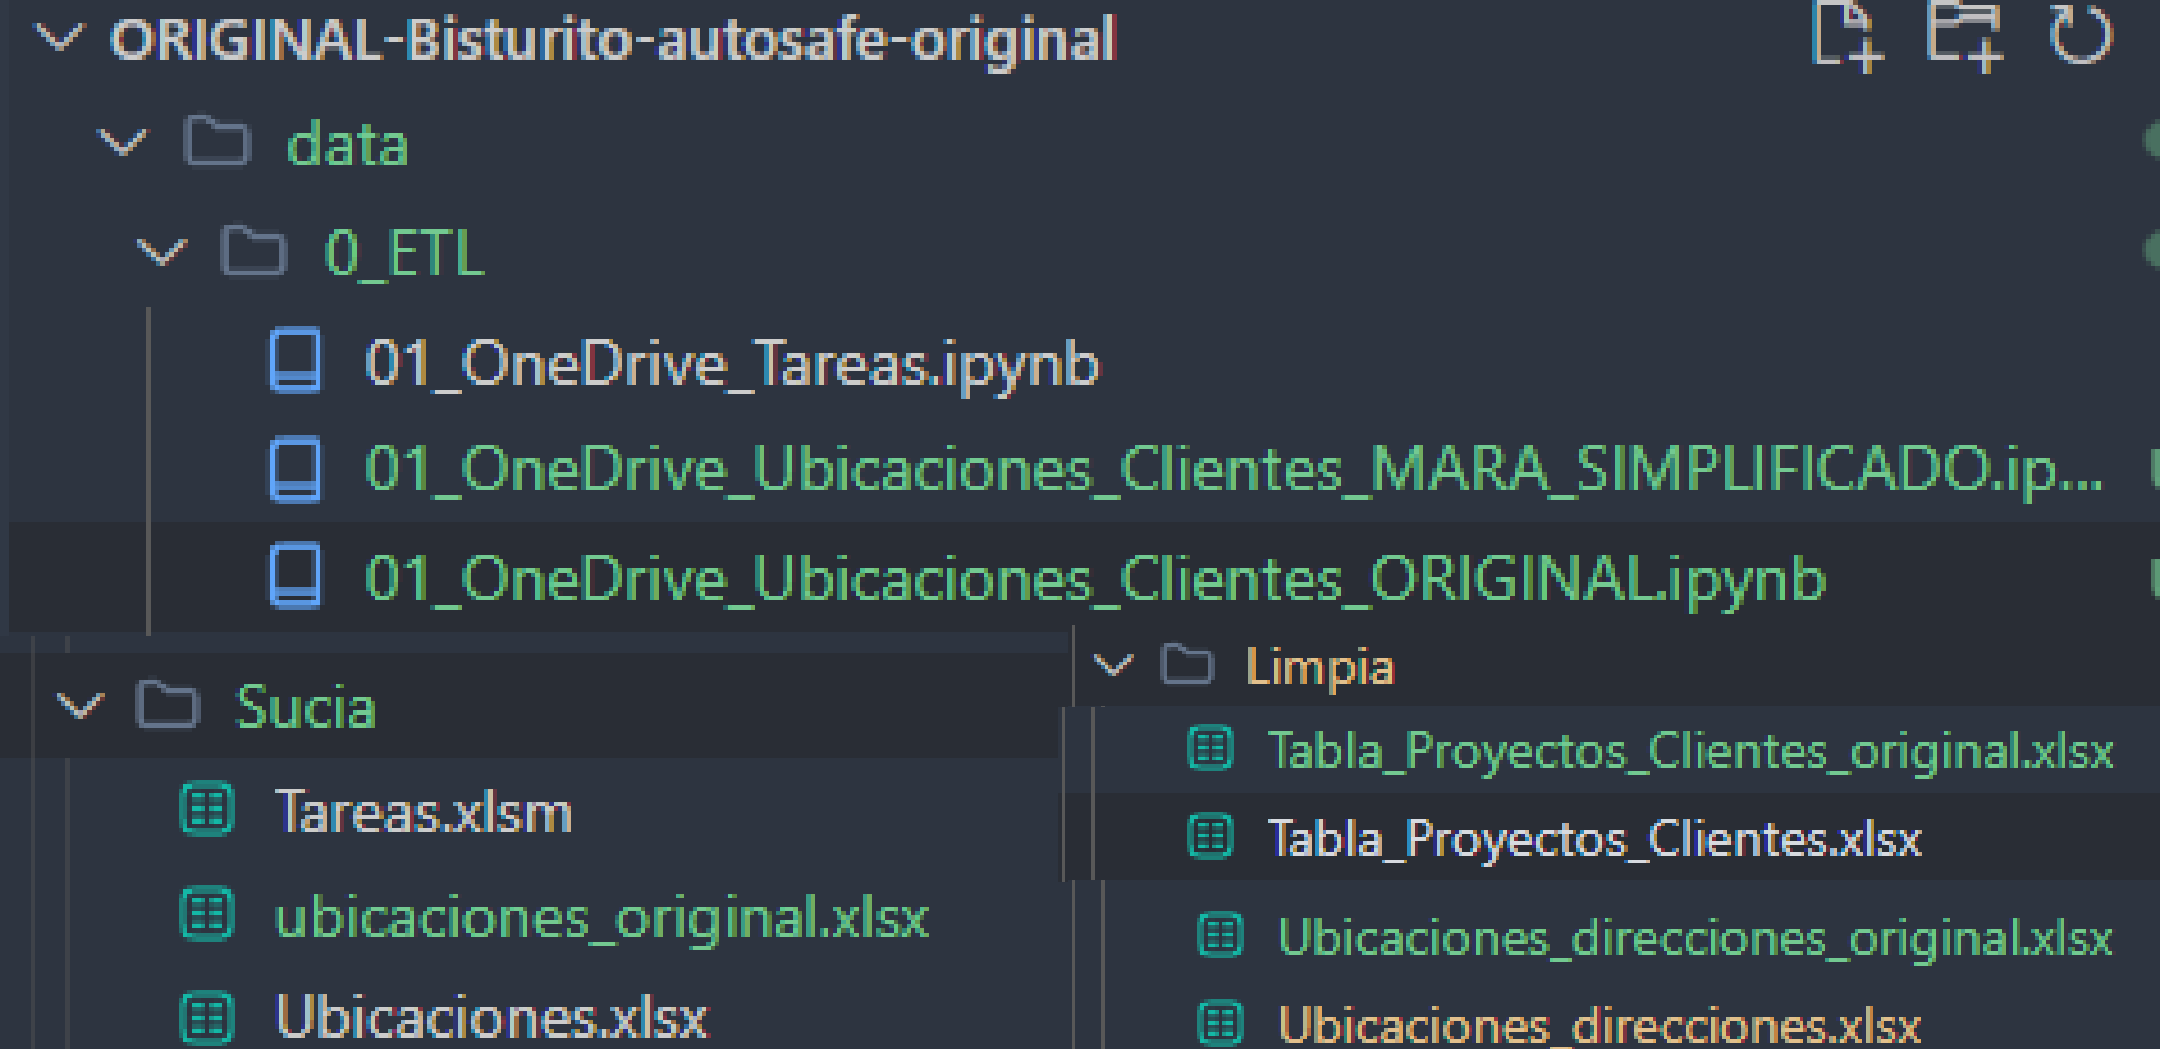 ORIGINAL-Bisturito-autosafe-original
data
0_ETL
01_OneDrive_Tareas.ipynb
01_OneDrive_Ubicaciones_Clientes_MARA_SIMPLIFICADO.ip...
01_OneDrive_Ubicaciones_Clientes_ORIGINAL.ipynb
Sucia
Tareas.xlsm
ubicaciones_original.xlsx
Ubicaciones.xlsx
Limpia
Tabla_Proyectos_Clientes_original.xlsx
Tabla_Proyectos_Clientes.xlsx
Ubicaciones_direcciones_original.xlsx
Ubicaciones_direcciones.xlsx